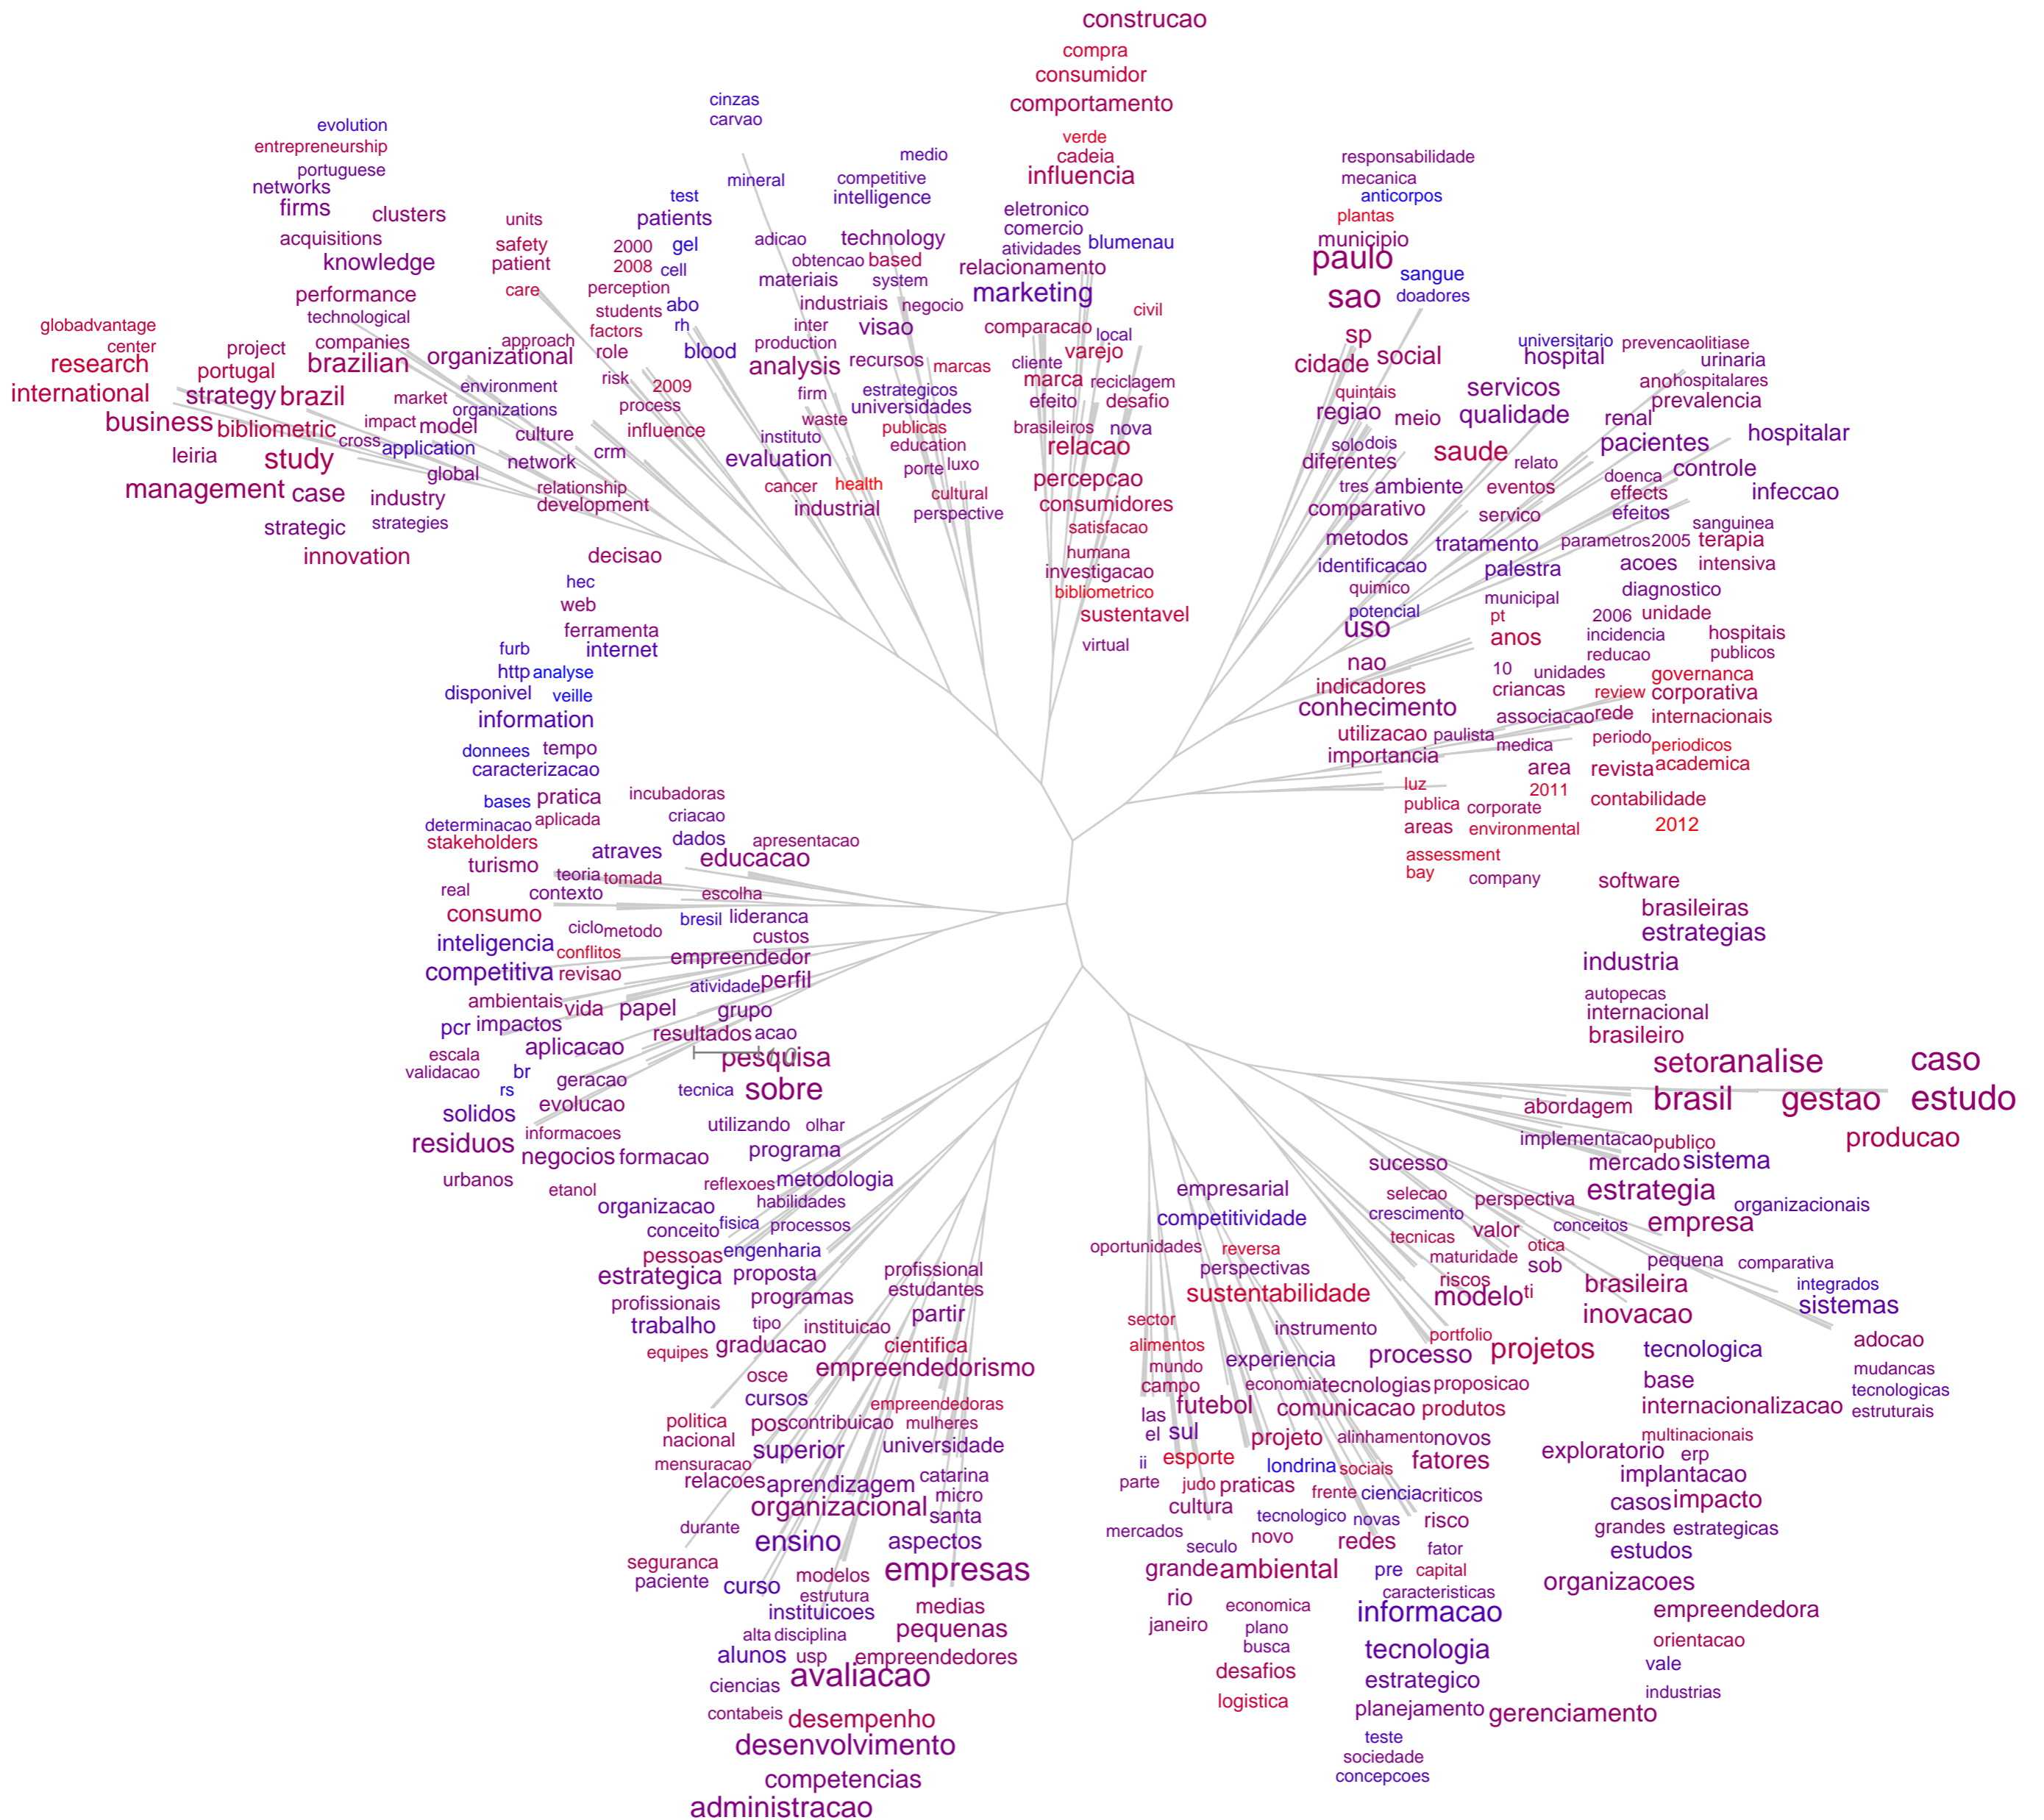 construcao
compra
consumidor
comportamento
verde
cadeia
influencia
eletronico
comercio
atividades
blumenau
relacionamento
marketing
civil
comparacao
local
varejo
cliente
marca
reciclagem
efeito
desafio
brasileiros
nova
relacao
percepcao
consumidores
satisfacao
humana
investigacao
bibliometrico
sustentavel
virtual
cinzas
carvao
medio
mineral
competitive
intelligence
adicao
technology
obtencao
based
materiais
system
industriais
negocio
inter
visao
production
analysis
recursos
marcas
firm
estrategicos
universidades
waste
publicas
instituto
education
evaluation
porte
luxo
cancer
health
cultural
industrial
perspective
test
patients
2000
gel
2008
cell
perception
students
abo
factors
rh
role
blood
risk
2009
process
influence
crm
units
safety
patient
care
evolution
entrepreneurship
portuguese
networks
firms
clusters
acquisitions
knowledge
performance
technological
globadvantage
center
research
international
project
portugal
companies
brazilian
approach
organizational
strategy
brazil
environment
market
organizations
business
bibliometric
impact
model
culture
cross
application
leiria
study
global
network
management
case
industry
relationship
development
strategic
strategies
innovation
decisao
hec
web
ferramenta
internet
furb
http
analyse
disponivel
veille
information
donnees
tempo
caracterizacao
bases
pratica
incubadoras
determinacao
aplicada
criacao
stakeholders
atraves
dados
apresentacao
turismo
educacao
teoria
tomada
real
contexto
escolha
consumo
bresil
lideranca
ciclo
metodo
custos
inteligencia
conflitos
empreendedor
competitiva
revisao
atividade
perfil
ambientais
vida
papel
grupo
pcr
impactos
resultados
acao
escala
aplicacao
1.0
pesquisa
validacao
br
geracao
rs
tecnica
sobre
solidos
evolucao
residuos
informacoes
utilizando
olhar
negocios
formacao
programa
urbanos
etanol
reflexoes
metodologia
organizacao
habilidades
conceito
fisica
processos
pessoas
engenharia
estrategica
proposta
profissional
estudantes
profissionais
programas
partir
trabalho
tipo
instituicao
equipes
graduacao
cientifica
osce
empreendedorismo
cursos
empreendedoras
politica
pos
contribuicao
mulheres
nacional
superior
universidade
mensuracao
relacoes
aprendizagem
catarina
micro
organizacional
santa
durante
ensino
aspectos
seguranca
paciente
curso
modelos
empresas
estrutura
instituicoes
medias
alta
disciplina
pequenas
alunos
usp
empreendedores
ciencias
avaliacao
contabeis
desempenho
desenvolvimento
competencias
administracao
responsabilidade
mecanica
anticorpos
plantas
municipio
paulo
sangue
sao
doadores
sp
cidade
social
quintais
regiao
meio
solo
dois
diferentes
saude
tres
ambiente
comparativo
metodos
identificacao
quimico
potencial
uso
nao
indicadores
conhecimento
utilizacao
paulista
importancia
universitario
hospital
prevencaolitiase
urinaria
servicos
ano
hospitalares
prevalencia
qualidade
renal
pacientes
hospitalar
relato
doenca
controle
eventos
effects
infeccao
servico
efeitos
sanguinea
tratamento
parametros
2005
terapia
palestra
acoes
intensiva
diagnostico
municipal
pt
2006
unidade
anos
incidencia
hospitais
reducao
publicos
10
unidades
governanca
criancas
review
corporativa
associacao
rede
internacionais
medica
periodo
periodicos
area
revista
academica
luz
2011
publica
corporate
contabilidade
areas
environmental
2012
assessment
bay
company
software
brasileiras
estrategias
industria
autopecas
internacional
brasileiro
setor
analise
caso
abordagem
brasil
gestao
estudo
implementacao
publico
producao
mercado
sistema
sucesso
selecao
perspectiva
estrategia
organizacionais
crescimento
conceitos
empresa
tecnicas
valor
otica
maturidade
sob
pequena
comparativa
riscos
brasileira
integrados
modelo
ti
inovacao
sistemas
portfolio
projetos
adocao
tecnologica
mudancas
base
tecnologicas
internacionalizacao
estruturais
multinacionais
exploratorio
erp
implantacao
casos
impacto
grandes
estrategicas
estudos
organizacoes
empreendedora
orientacao
vale
industrias
gerenciamento
empresarial
competitividade
oportunidades
reversa
perspectivas
sustentabilidade
sector
instrumento
alimentos
mundo
experiencia
processo
campo
economia
tecnologias
proposicao
las
futebol
comunicacao
produtos
el
sul
projeto
alinhamento
novos
ii
esporte
londrina
sociais
fatores
parte
judo
praticas
frente
ciencia
criticos
cultura
tecnologico
novas
risco
mercados
seculo
novo
redes
fator
grande
ambiental
pre
capital
rio
caracteristicas
janeiro
economica
informacao
plano
busca
tecnologia
desafios
estrategico
logistica
planejamento
teste
sociedade
concepcoes